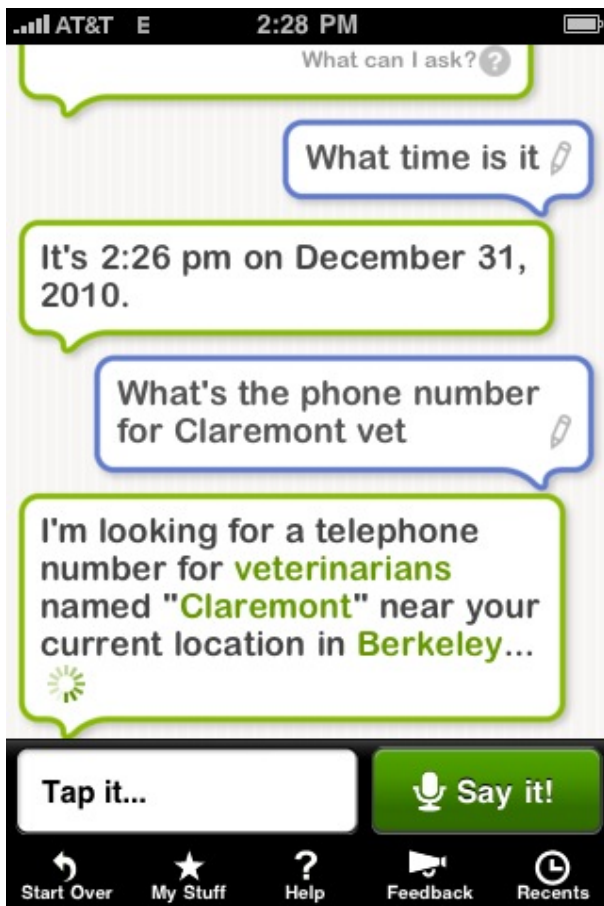 AT&T E 2:28 PM
What can I ask? ?
What time is it
It's 2:26 pm on December 31,
2010.
What's the phone number
for Claremont vet
I'm looking for a telephone
number for veterinarians
named "Claremont" near your
current location in Berkeley...
Tap it...
Say it!
Start Over My Stuff ? Help Feedback Recents